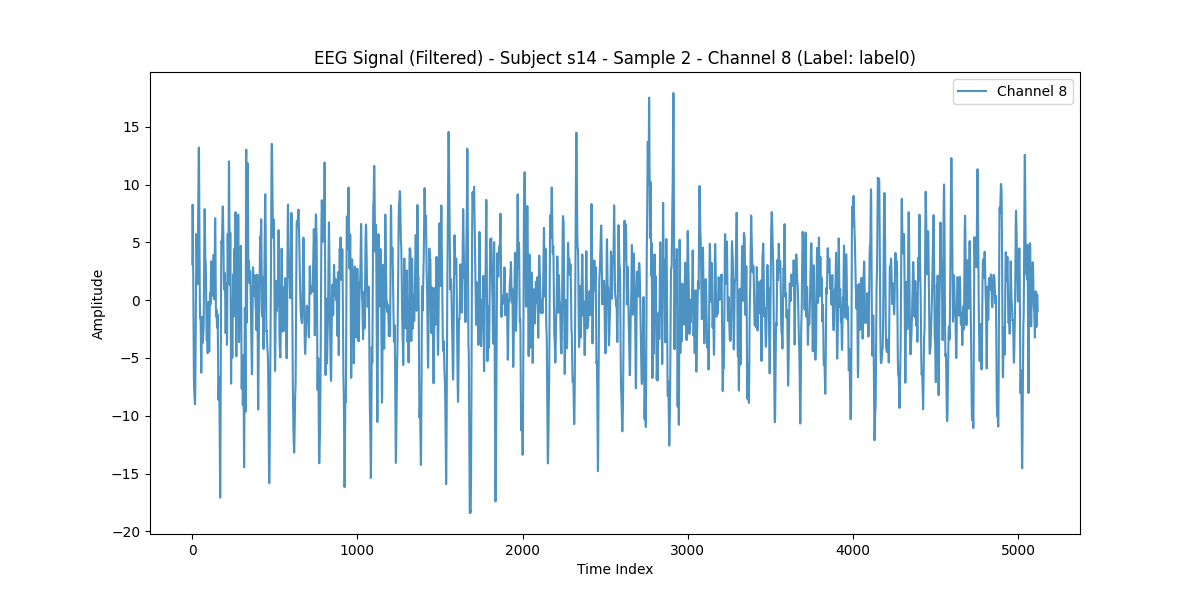 EEG Signal (Filtered) - Subject s14 - Sample 2 - Channel 8 (Label: label0)
Channel 8
Amplitude
15
10
5
0
−5
−10
−15
−20
0 1000 2000 3000 4000 5000
Time Index